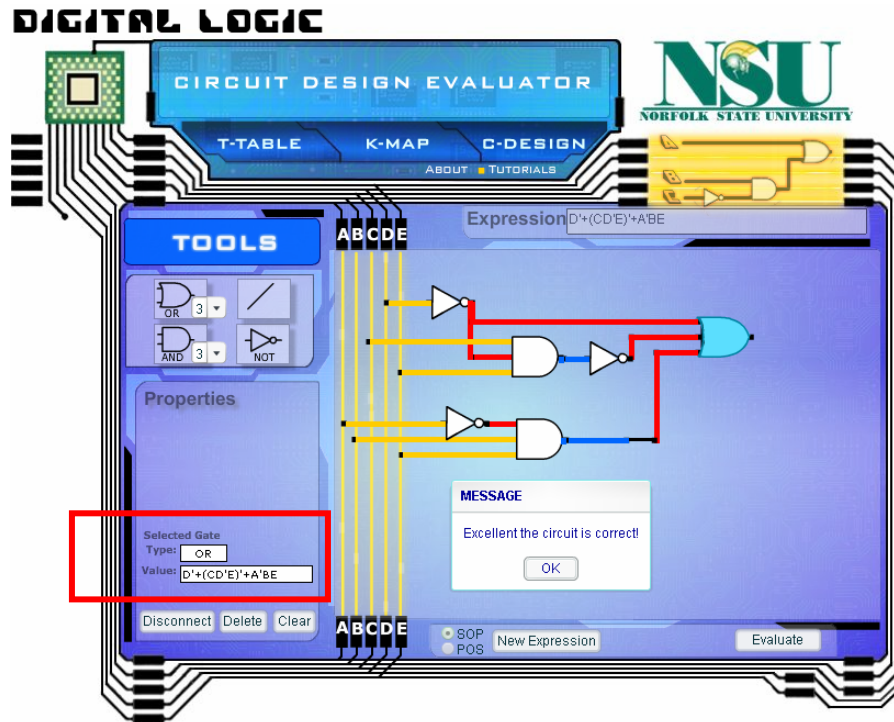 DIGITAL LOGIC
CIRCUIT DESIGN EVALUATOR
NSU
NORFOLK STATE UNIVERSITY
T-TABLE K-MAP C-DESIGN
ABOUT TUTORIALS
Expression D'+(CD'E)'+A'BE
TOOLS
A B C D E
OR 3
AND 3 NOT
Properties
MESSAGE
Excellent the circuit is correct!
OK
Selected Gate
Type: OR
Value: D'+(CD'E)'+A'BE
Disconnect Delete Clear
A B C D E
SOP
POS
New Expression
Evaluate